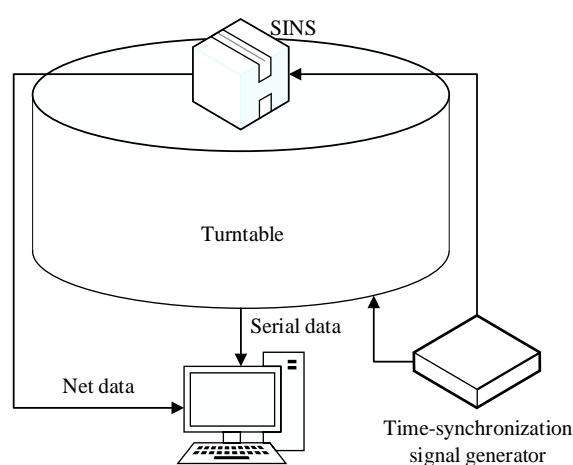 SINS
Turntable
Serial data
Net data
Time-synchronization
signal generator